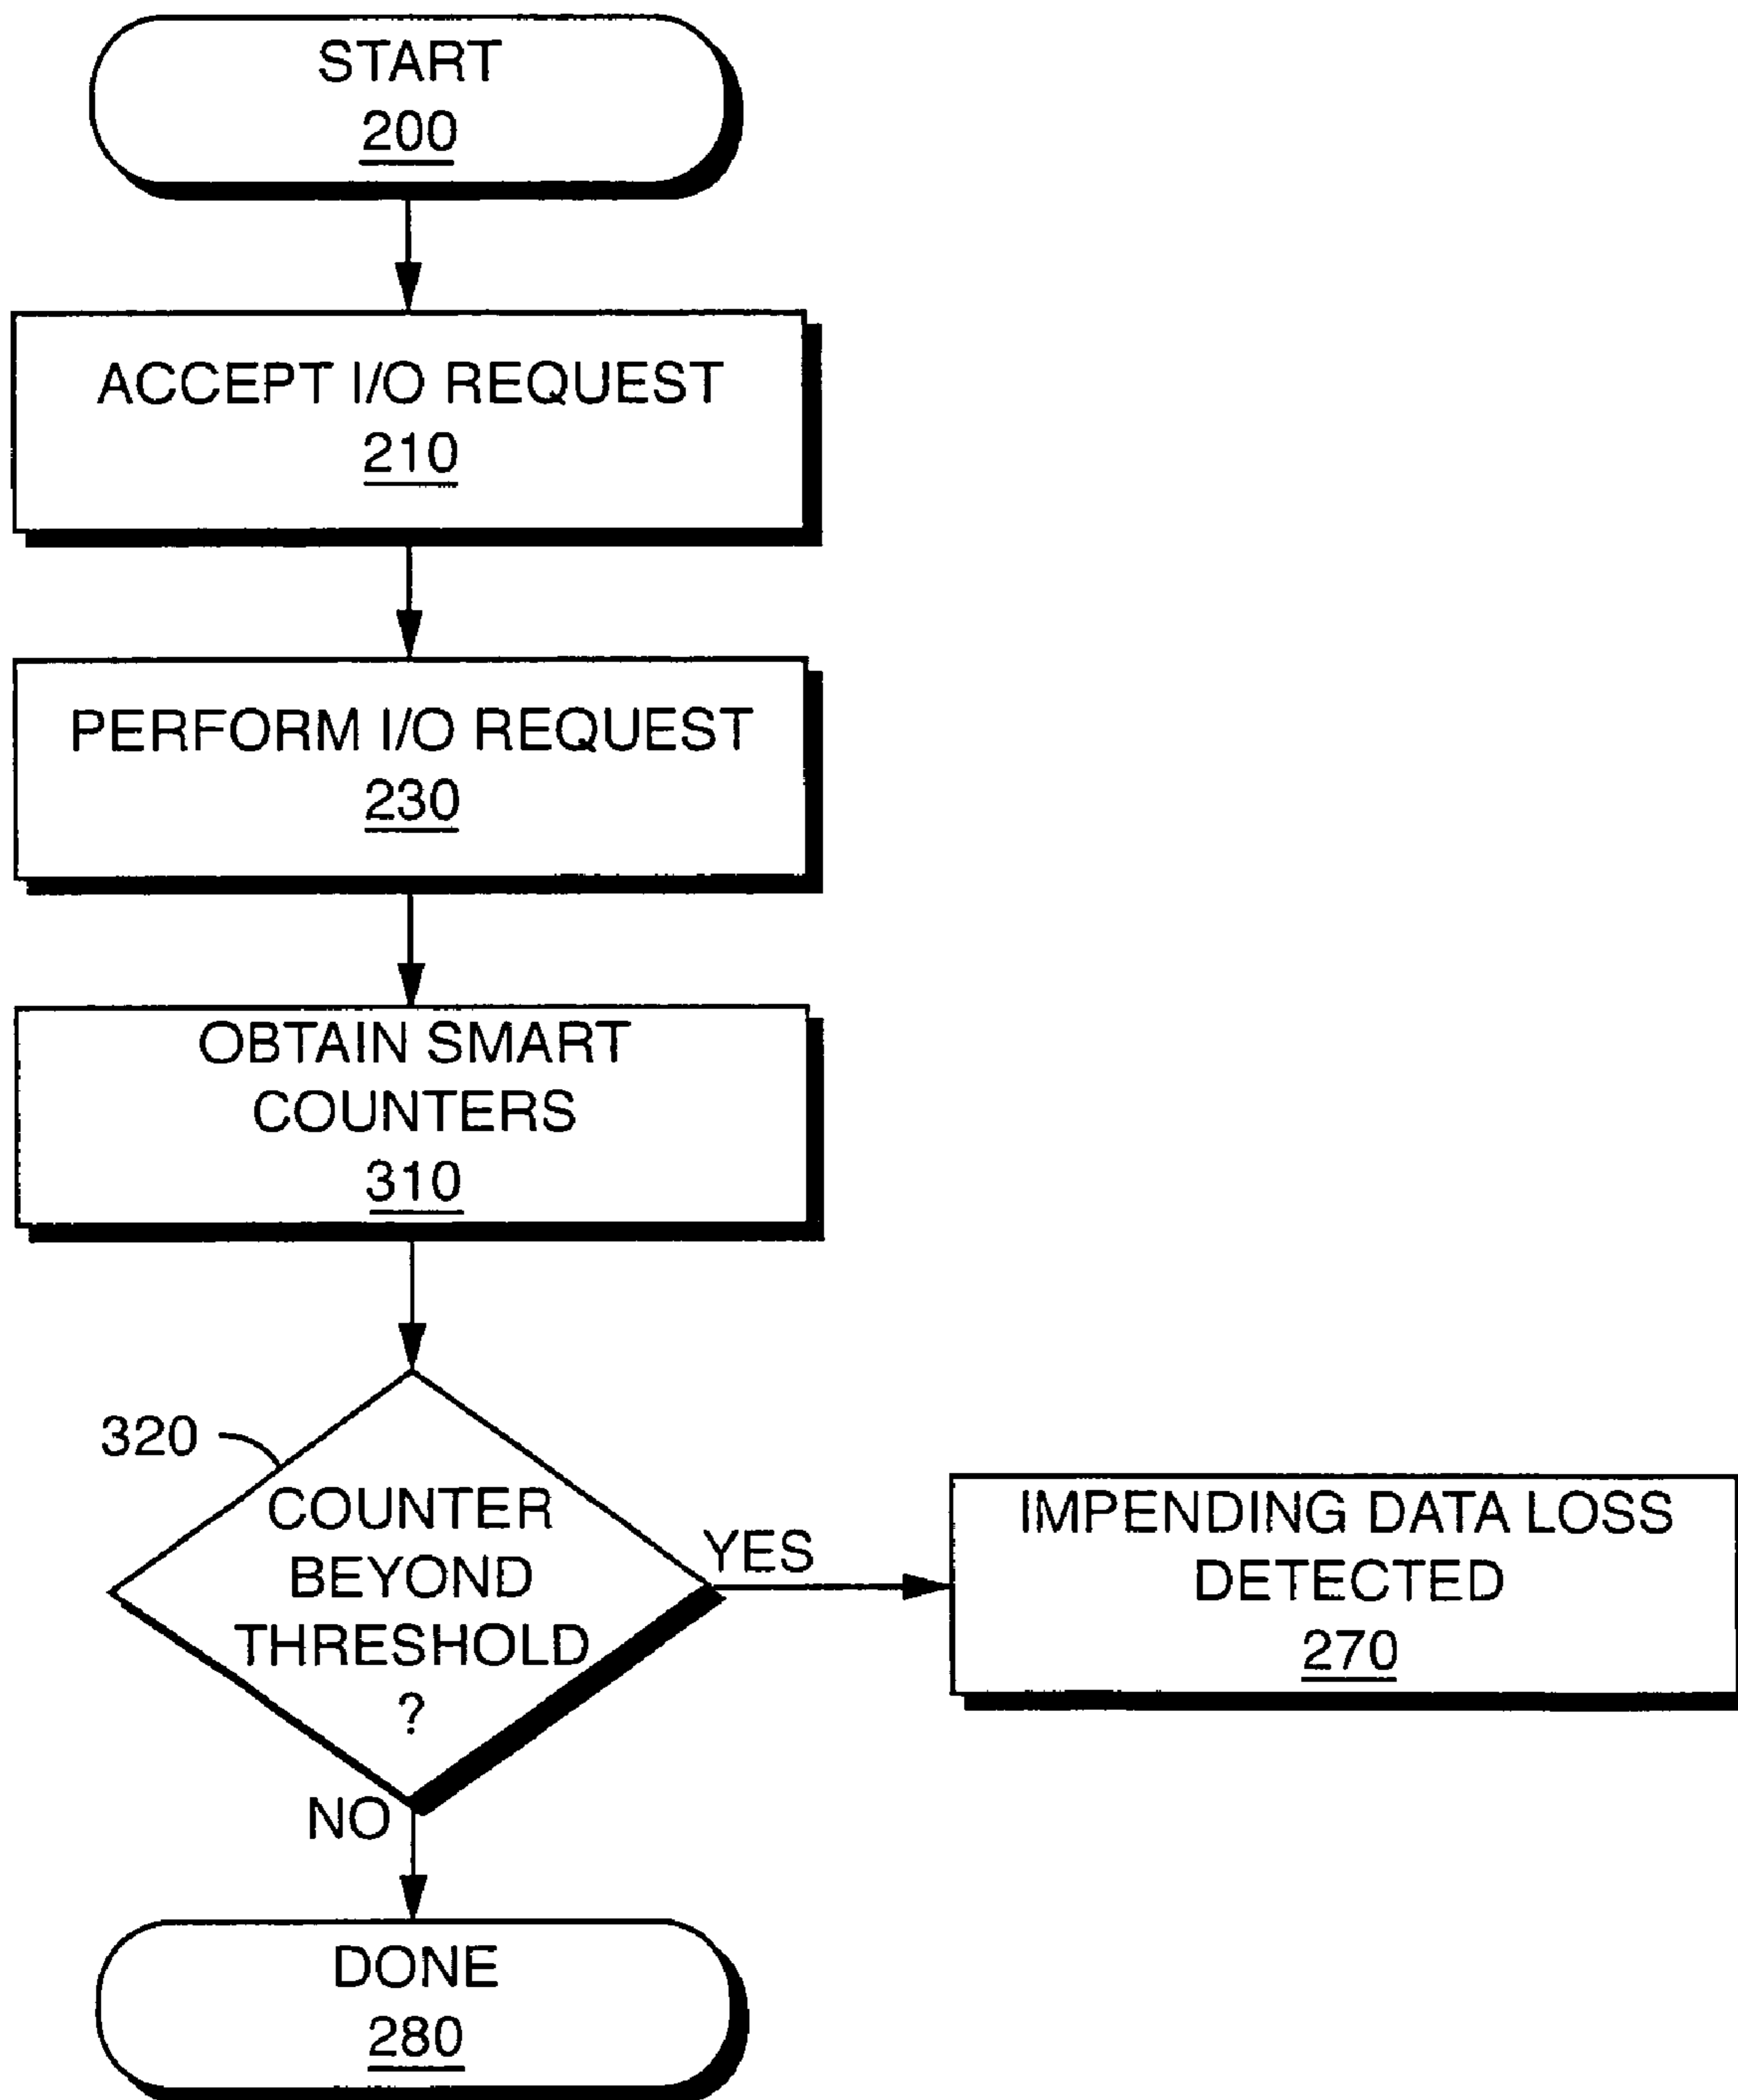 START
200
ACCEPT I/O REQUEST
210
PERFORM I/O REQUEST
230
OBTAIN SMART
COUNTERS
310
320
COUNTER
BEYOND
THRESHOLD
?
YES
IMPENDING DATA LOSS
DETECTED
270
NO
DONE
280